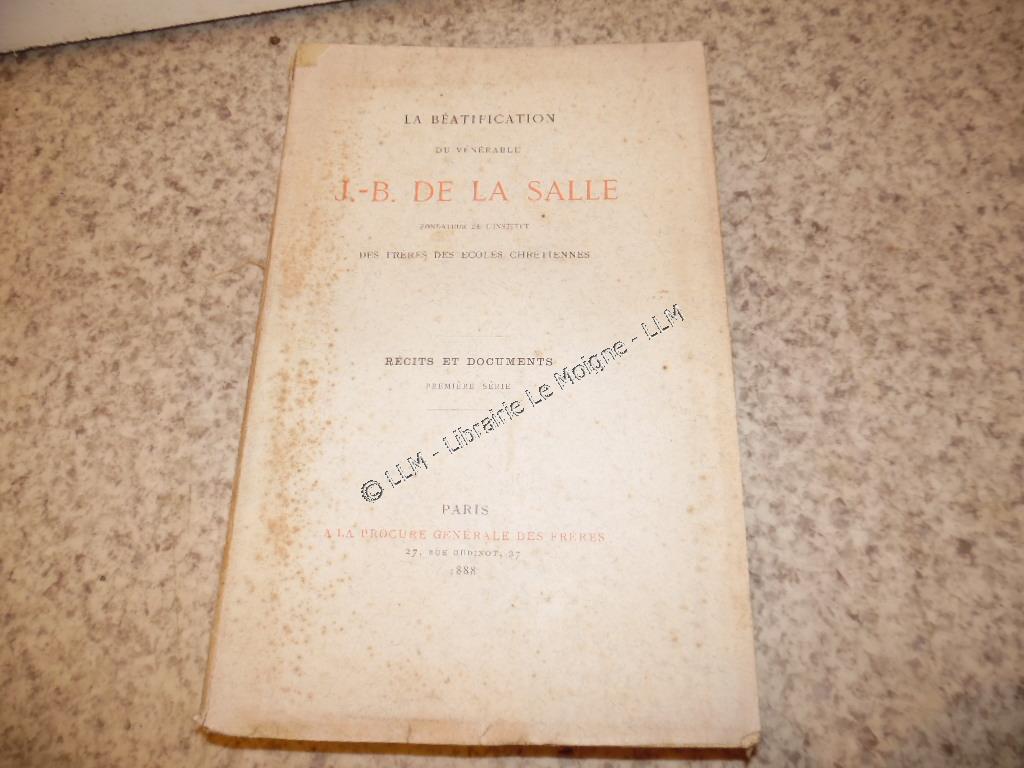 LA BÉATIFICATION
DU VÉNÉRABLE
J.-B. DE LA SALLE
FONDATEUR DE L'INSTITUT
DES FRÈRES DES ÉCOLES CHRÉTIENNES
RÉCITS ET DOCUMENTS
PREMIÈRE SÉRIE
© LLM - Librairie Le Moigne - LLM
PARIS
A LA PROCURE GÉNÉRALE DES FRÈRES
27, RUE OUDINOT, 27
1888